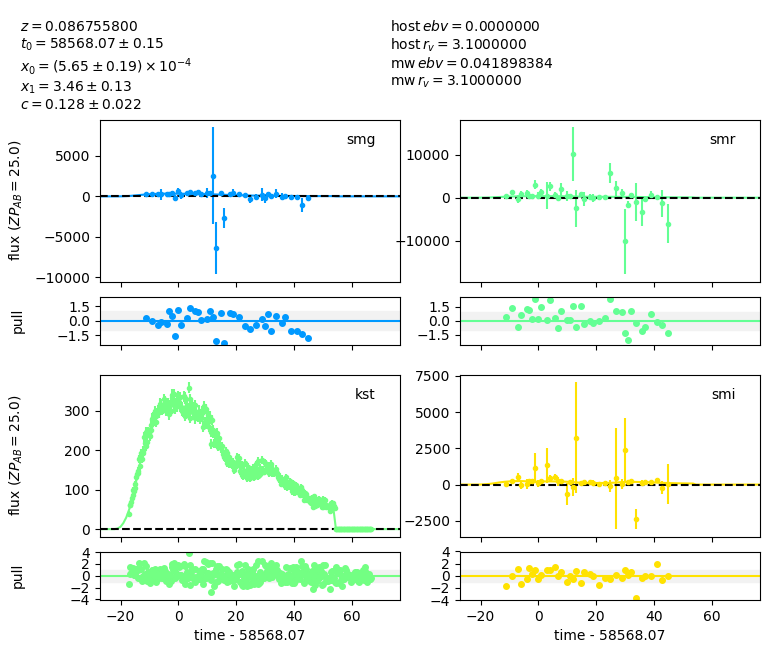 z = 0.086755800
t₀ = 58568.07 ± 0.15
x₀ = (5.65 ± 0.19) × 10⁻⁴
x₁ = 3.46 ± 0.13
c = 0.128 ± 0.022
host ebv = 0.0000000
host r_v = 3.1000000
mw ebv = 0.041898384
mw r_v = 3.1000000
smg
5000
0
−5000
−10000
flux (ZP_AB = 25.0)
smr
10000
0
−10000
1.5
0.0
−1.5
pull
1.5
0.0
−1.5
kst
300
200
100
0
flux (ZP_AB = 25.0)
smi
7500
5000
2500
0
−2500
4
2
0
−2
−4
pull
4
2
0
−2
−4
−20 0 20 40 60
time - 58568.07
−20 0 20 40 60
time - 58568.07